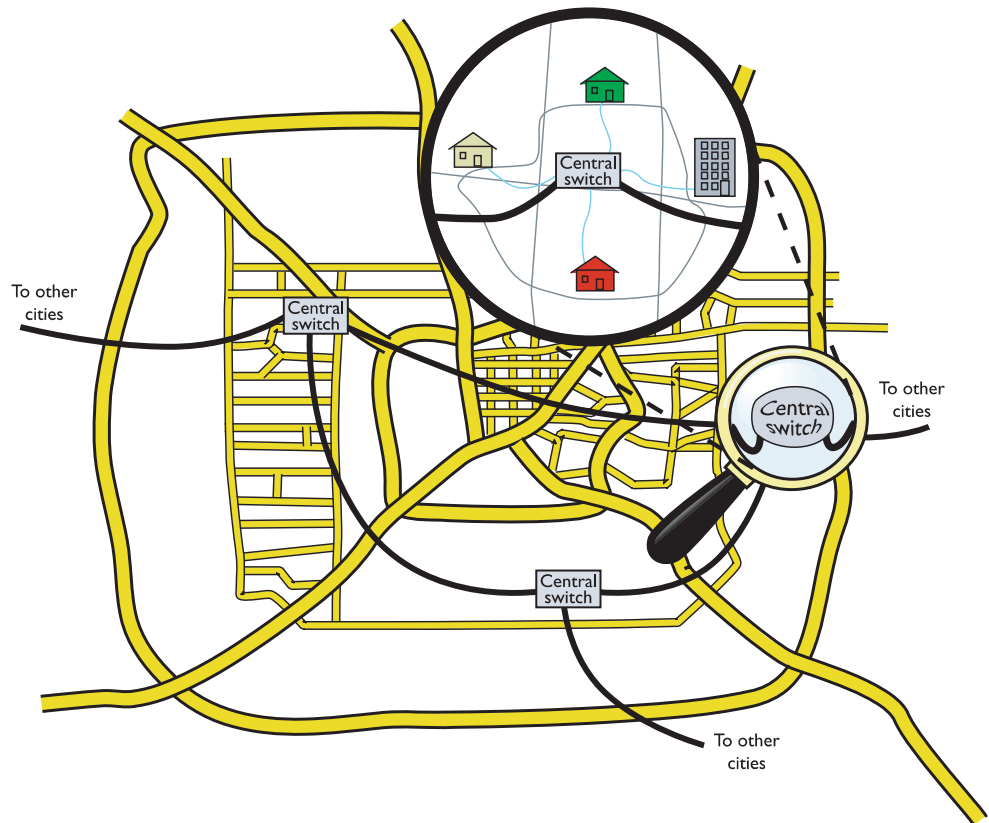 Central
switch
To other
cities
Central
switch
Central
switch
To other
cities
Central
switch
To other
cities